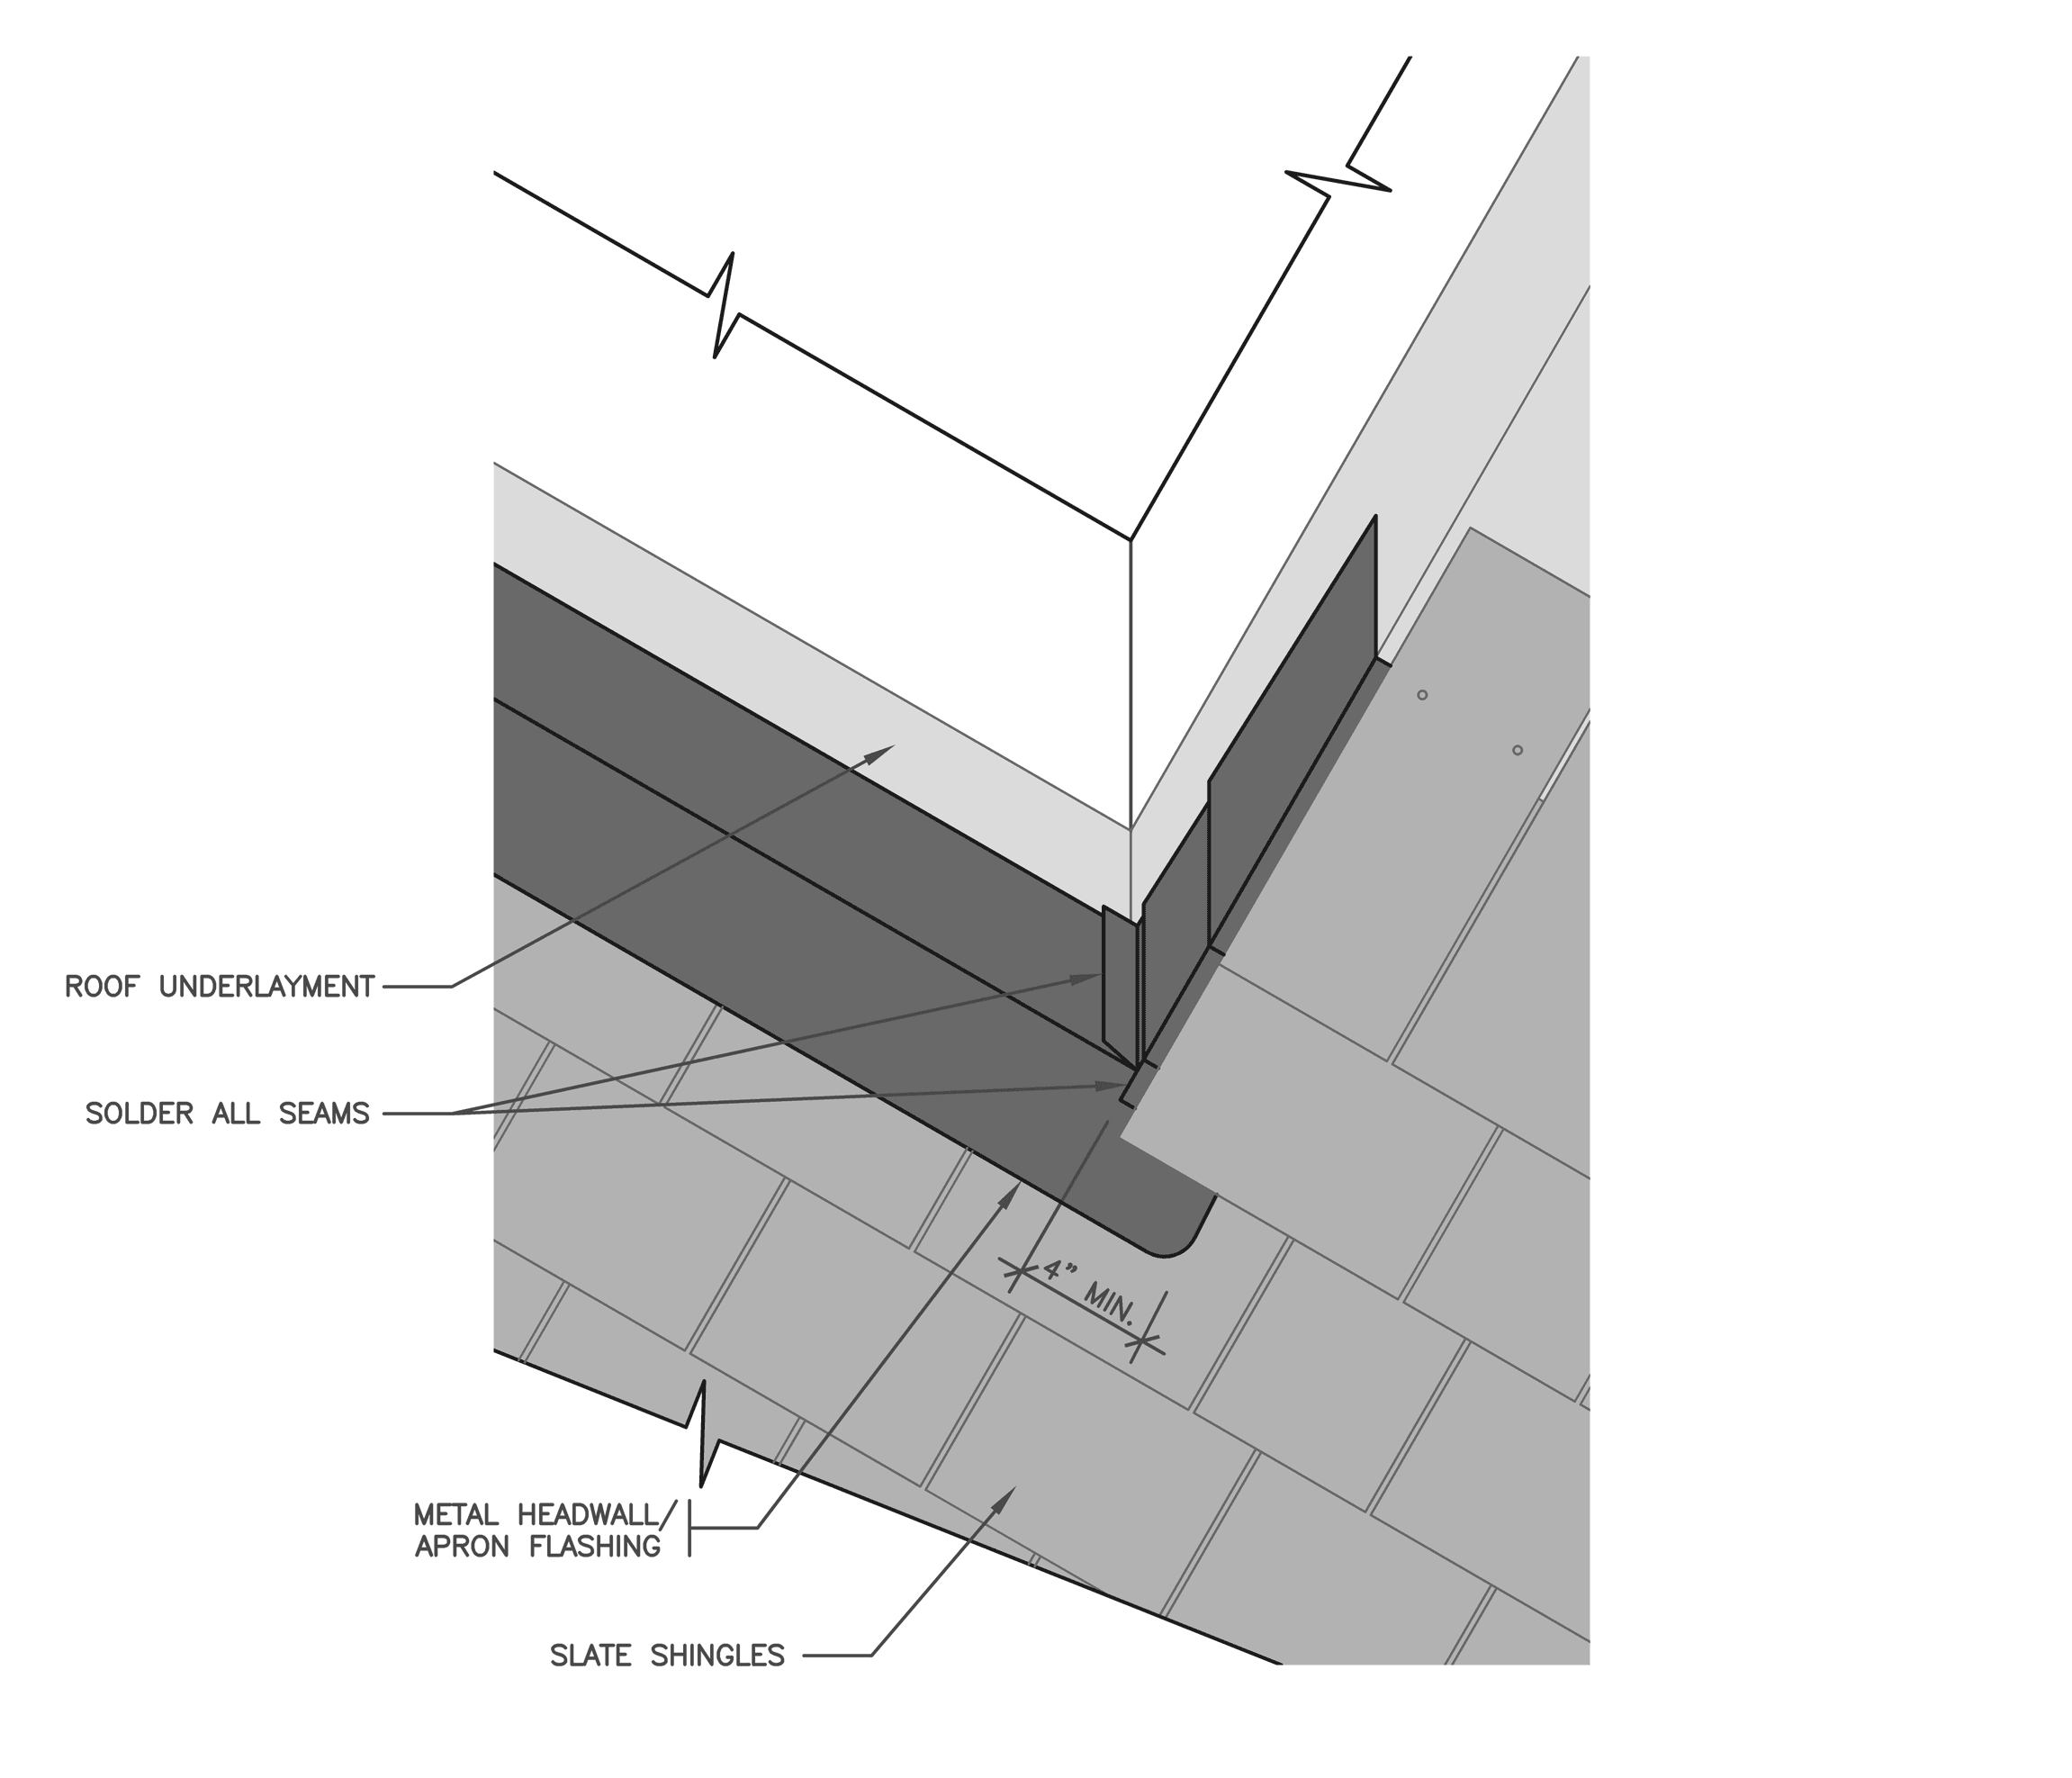 ROOF UNDERLAYMENT
SOLDER ALL SEAMS
4" MIN.
METAL HEADWALL/
APRON FLASHING
SLATE SHINGLES